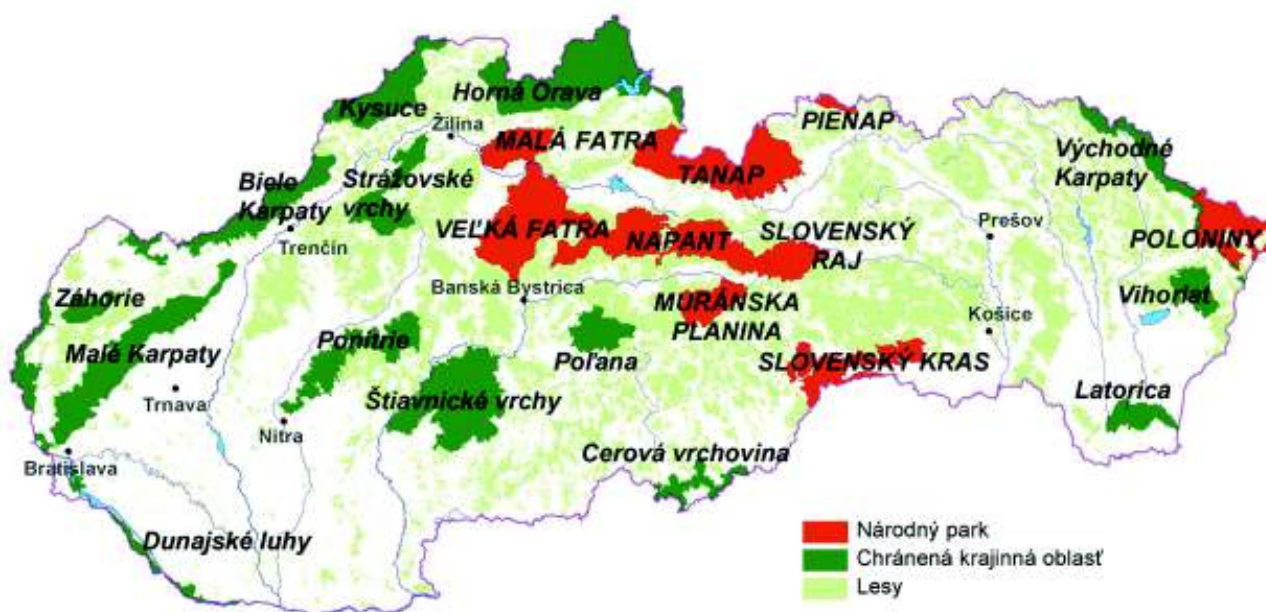 Kysuce
Horná Orava
Žilina
MALÁ FATRA
PIENAP
Východné
Karpaty
Biele
Karpaty
Strážovské
vrchy
TANAP
Trenčín
VEĽKÁ FATRA
NAPANT
SLOVENSKÝ
RAJ
Prešov
POLONINY
Záhorie
Banská Bystrica
MURÁNSKA
PLANINA
Vihorlat
Košice
Malé Karpaty
Ponitrie
Poľana
SLOVENSKÝ KRAS
Trnava
Štiavnické vrchy
Latorica
Nitra
Bratislava
Cerová vrchovina
Dunajské luhy
Národný park
Chránená krajinná oblasť
Lesy